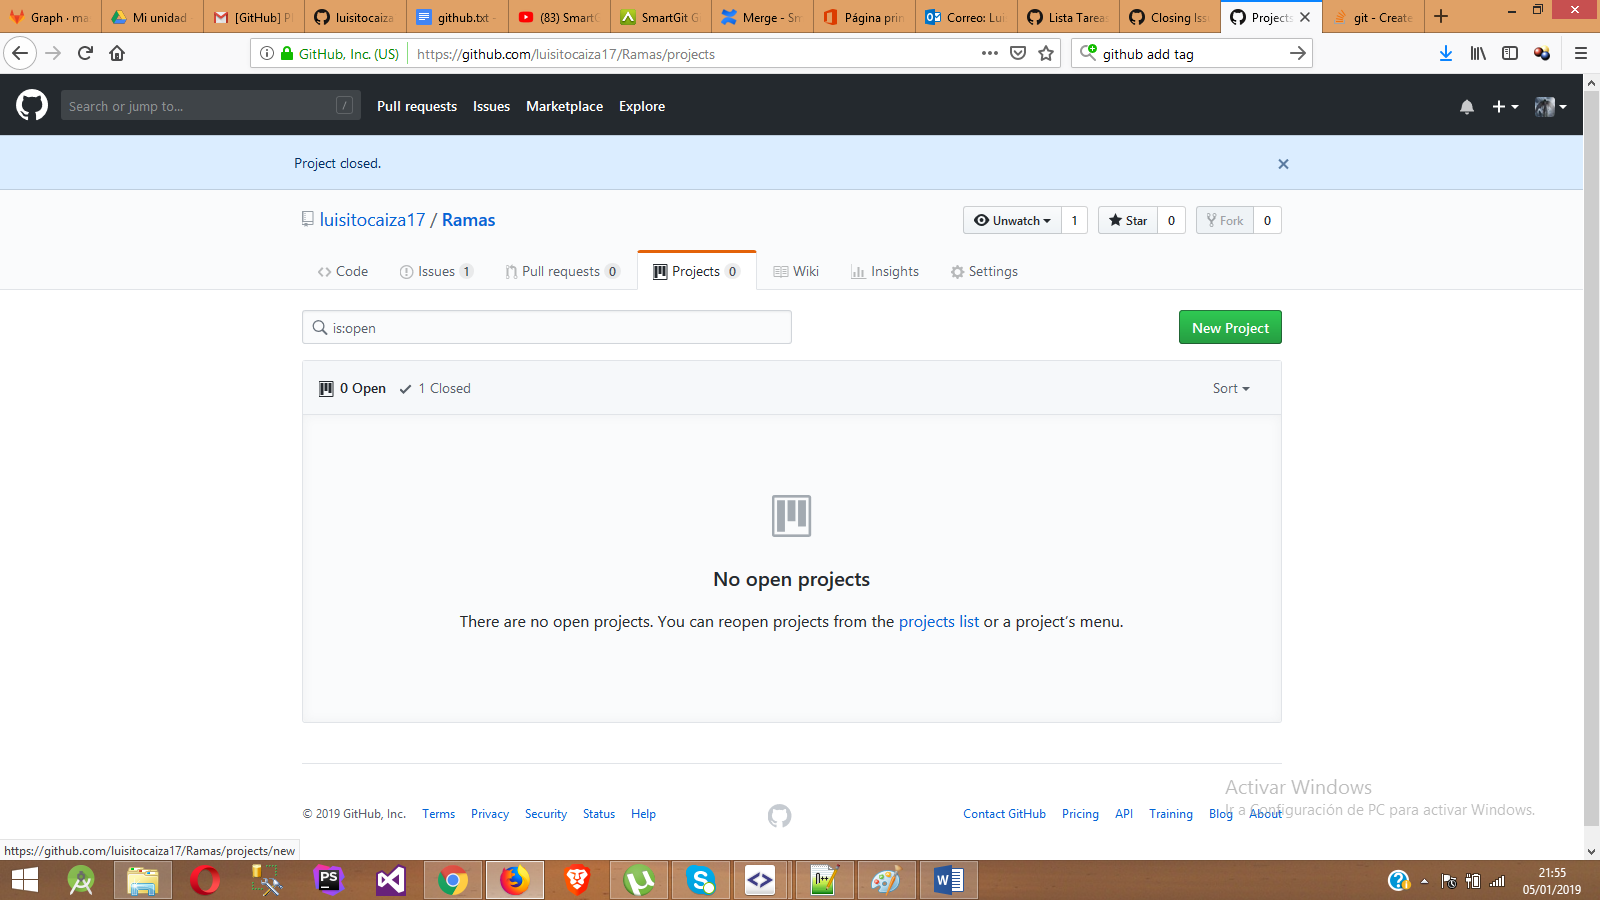 Graph · ma
Mi unidad
[GitHub] P
luisitocaiza
github.txt -
(83) SmartG
SmartGit G
Merge - Sm
Página prin
Correo: Lui
Lista Tareas
Closing Iss
Projects
git - Create
GitHub, Inc. (US)
https://github.com/luisitocaiza17/Ramas/projects
github add tag
Search or jump to...
/
Pull requests
Issues
Marketplace
Explore
Project closed.
luisitocaiza17 / Ramas
Unwatch 1
Star 0
Fork 0
Code
Issues 1
Pull requests 0
Projects 0
Wiki
Insights
Settings
is:open
New Project
0 Open
1 Closed
Sort
No open projects
There are no open projects. You can reopen projects from the projects list or a project's menu.
Activar Windows
Ir a Configuración de PC para activar Windows.
© 2019 GitHub, Inc.
Terms
Privacy
Security
Status
Help
Contact GitHub
Pricing
API
Training
Blog
About
https://github.com/luisitocaiza17/Ramas/projects/new
21:55
05/01/2019